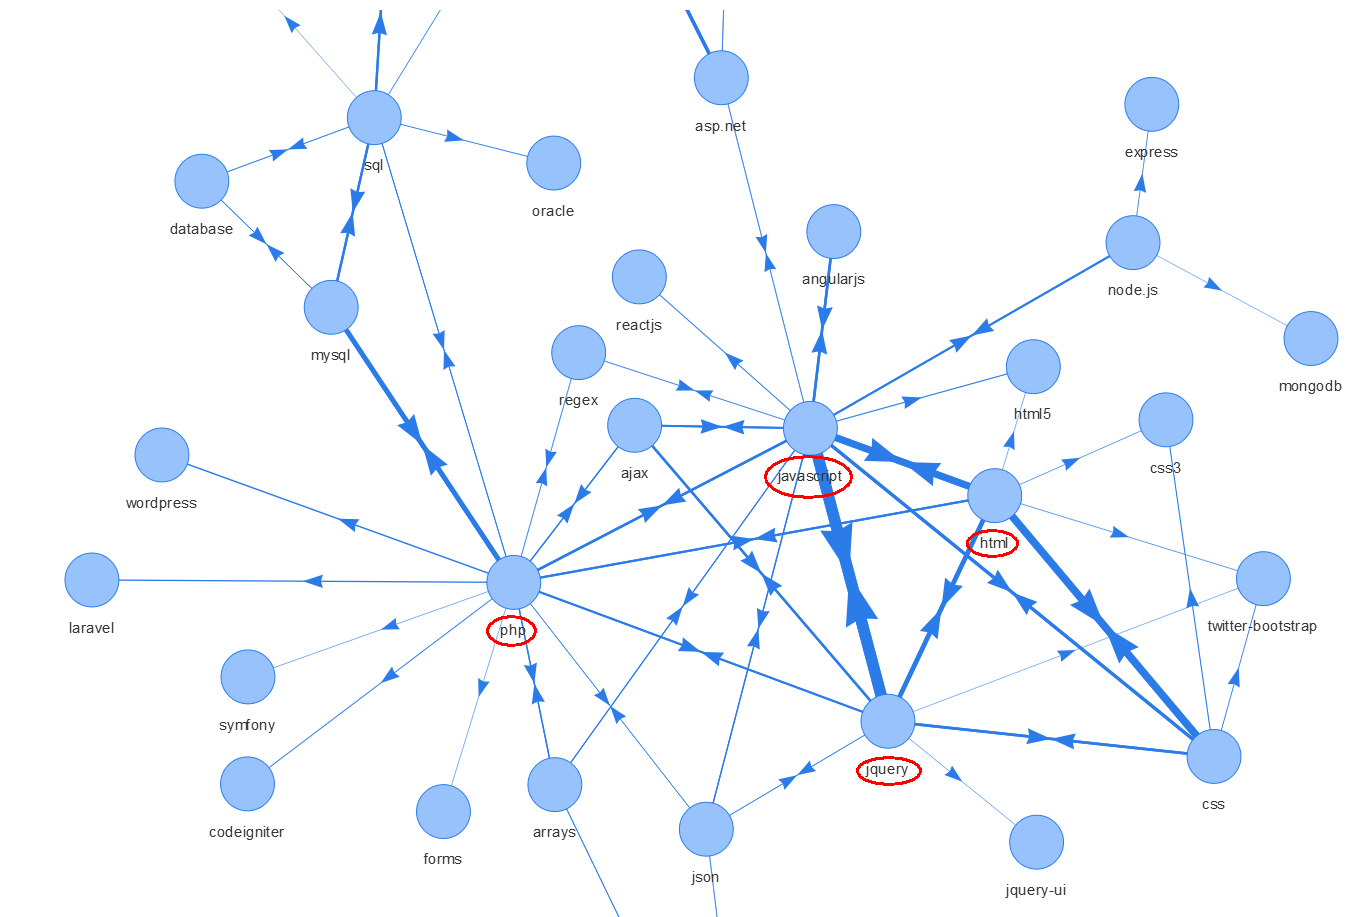 asp.net
express
sql
oracle
database
angularjs
node.js
reactjs
mysql
mongodb
regex
html5
ajax
css3
javascript
wordpress
html
laravel
php
twitter-bootstrap
symfony
jquery
codeigniter
arrays
css
forms
json
jquery-ui